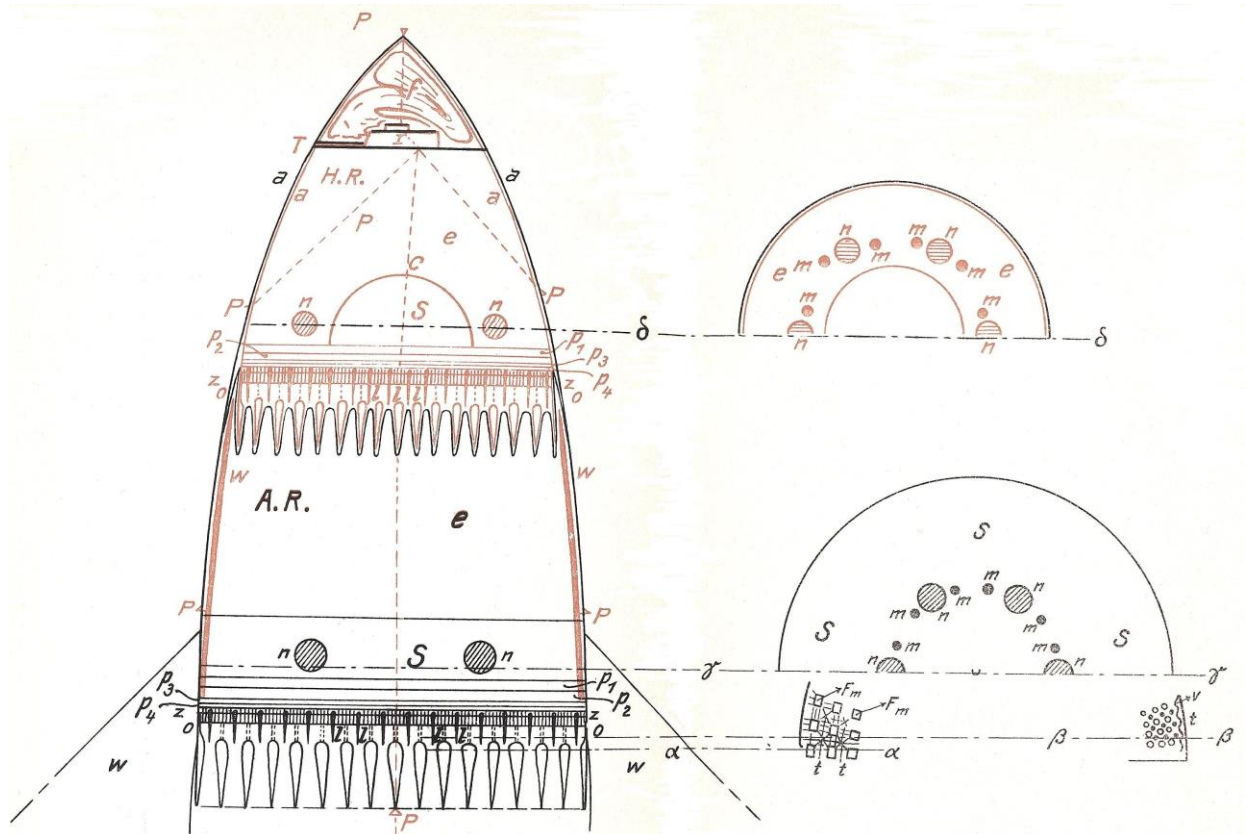 P
f
I
T
a H.R. a
a P a
e
C
P P
n S n
δ δ
p₂ p₁
p₃
z p₄
o l l l z
o
w w
A.R. e
P P
n S n
γ γ
p₁
p₃ p₂
p₄
z z
o l l l l o
w w
α α
β β
P
n m m n
m m
e e
m m
n n
S
m n
n m
m m
S S
m m
n n
Fₘ
Fₘ
t t
v
t